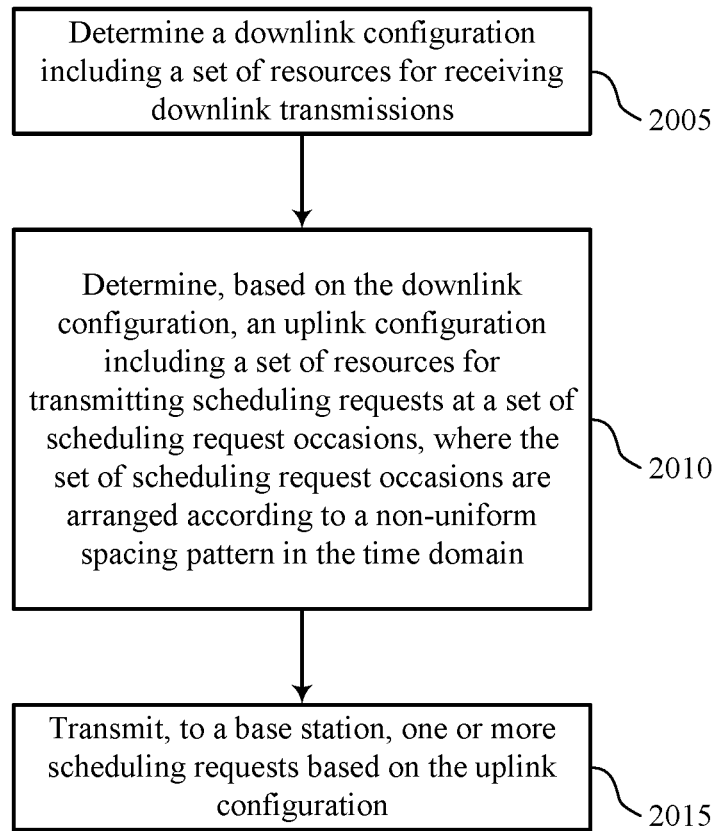 Determine a downlink configuration
including a set of resources for receiving
downlink transmissions
2005
Determine, based on the downlink
configuration, an uplink configuration
including a set of resources for
transmitting scheduling requests at a set of
scheduling request occasions, where the
set of scheduling request occasions are
arranged according to a non-uniform
spacing pattern in the time domain
2010
Transmit, to a base station, one or more
scheduling requests based on the uplink
configuration
2015